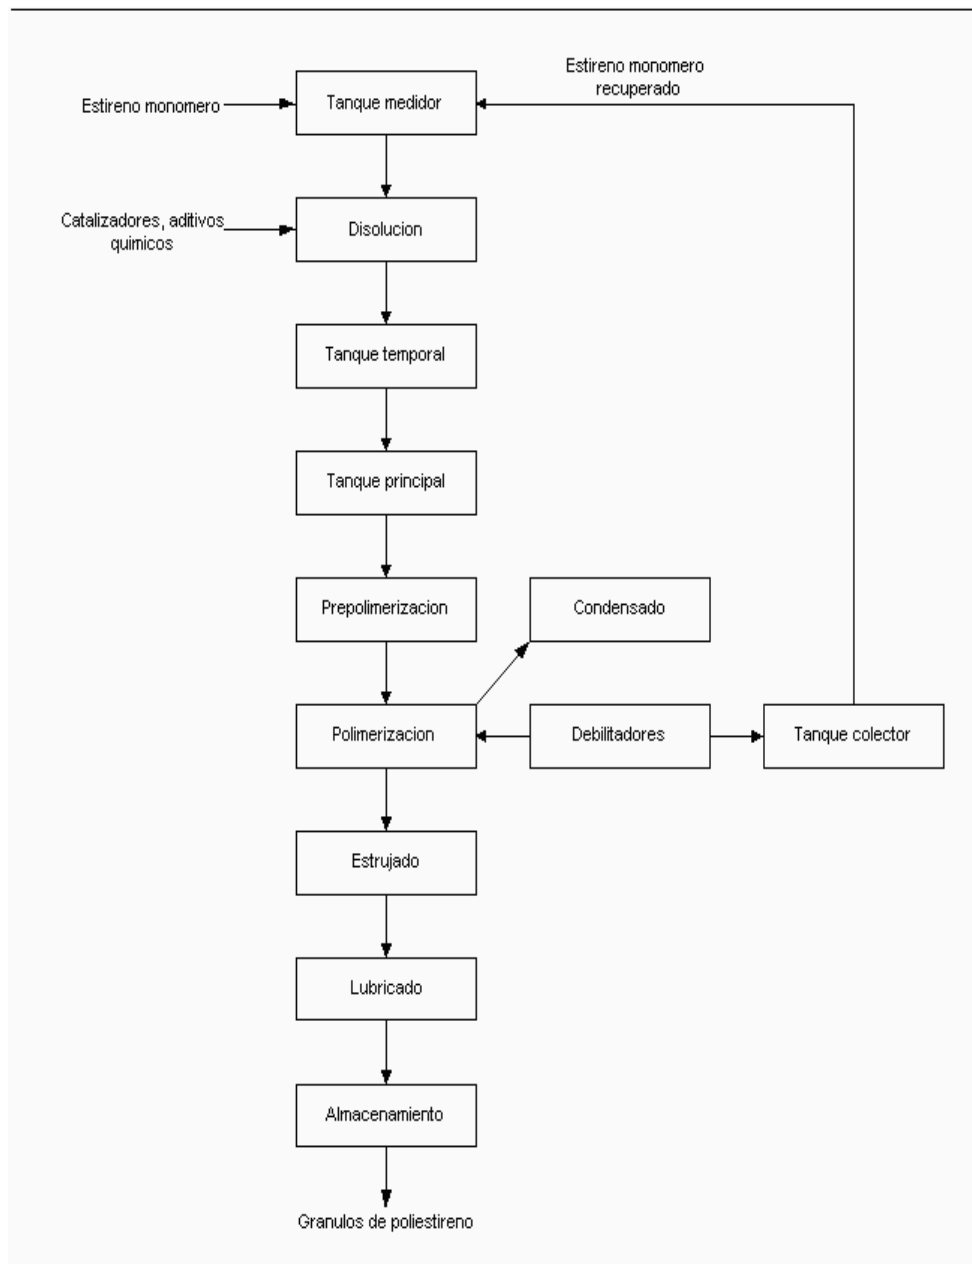 Estireno monomero
recuperado
Estireno monomero
Tanque medidor
Catalizadores, aditivos
quimicos
Disolucion
Tanque temporal
Tanque principal
Prepolimerizacion
Condensado
Polimerizacion
Debilitadores
Tanque colector
Estrujado
Lubricado
Almacenamiento
Granulos de poliestireno